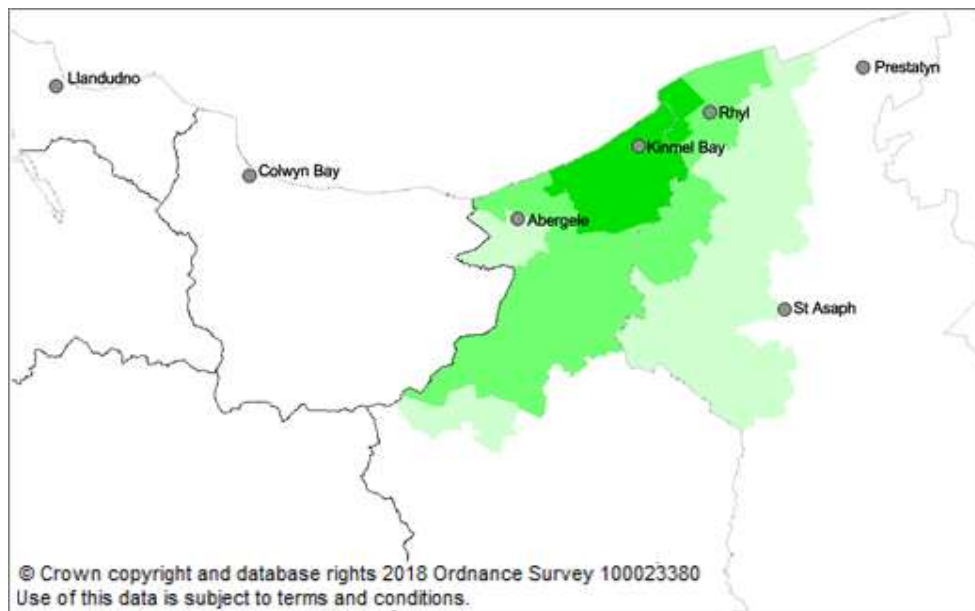 Llandudno
Prestatyn
Rhyl
Kinmel Bay
Colwyn Bay
Abergele
St Asaph
© Crown copyright and database rights 2018 Ordnance Survey 100023380
Use of this data is subject to terms and conditions.